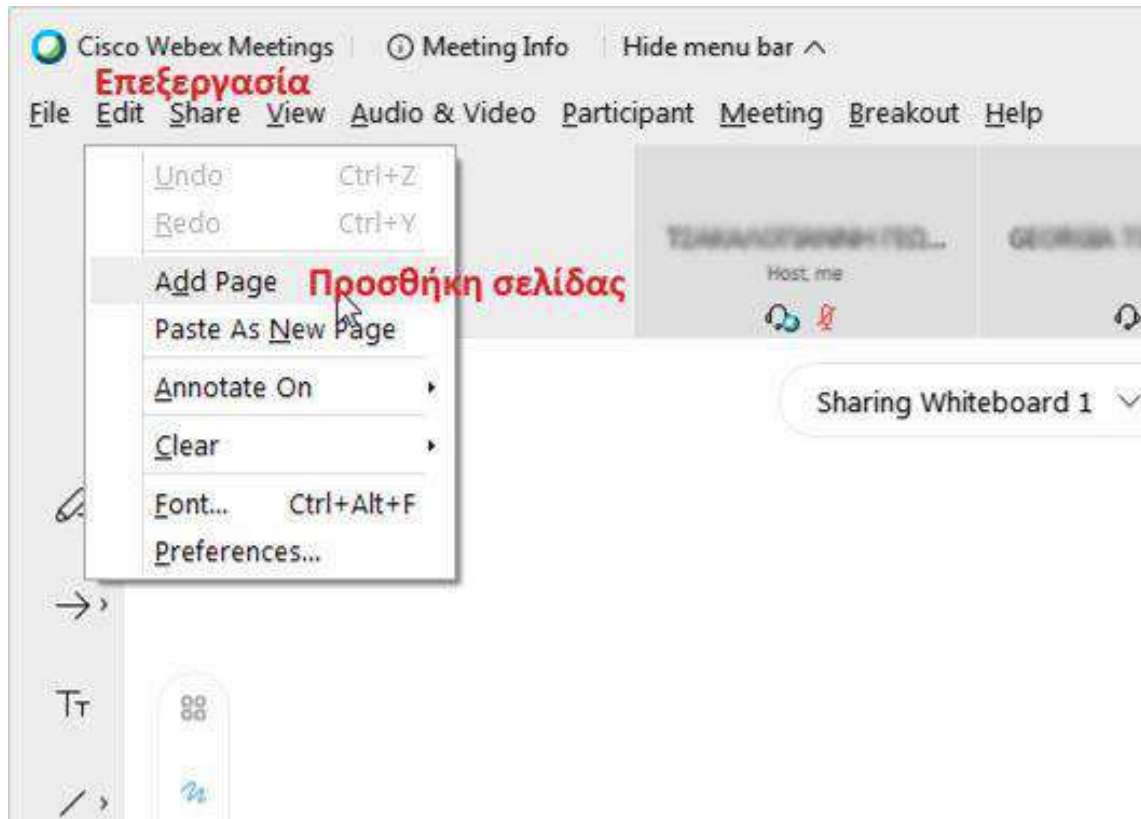 Cisco Webex Meetings Meeting Info Hide menu bar
Επεξεργασία
File Edit Share View Audio & Video Participant Meeting Breakout Help
Undo Ctrl+Z
Redo Ctrl+Y
Host, me
Add Page Προσθήκη σελίδας
Paste As New Page
Annotate On
Sharing Whiteboard 1
Clear
Font... Ctrl+Alt+F
Preferences...
TT